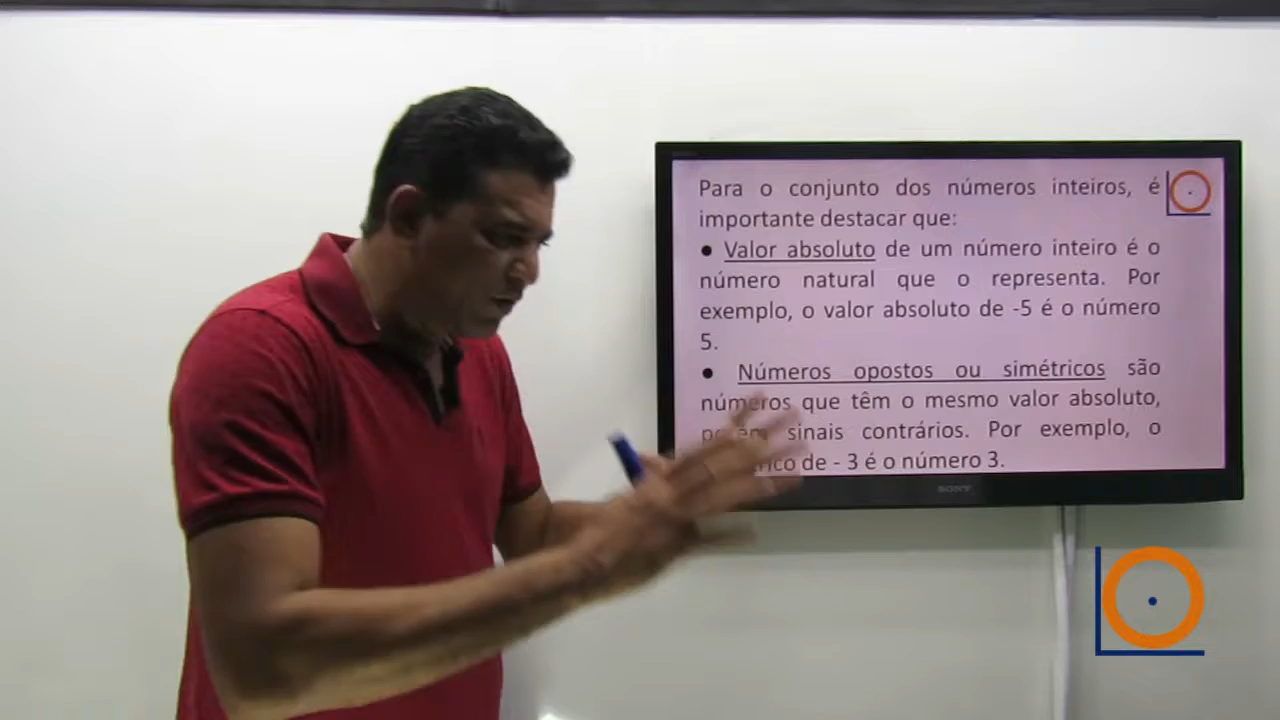 Para o conjunto dos números inteiros, é
importante destacar que:
● Valor absoluto de um número inteiro é o
número natural que o representa. Por
exemplo, o valor absoluto de -5 é o número
5.
● Números opostos ou simétricos são
números que têm o mesmo valor absoluto,
sinais contrários. Por exemplo, o
de - 3 é o número 3.
SONY